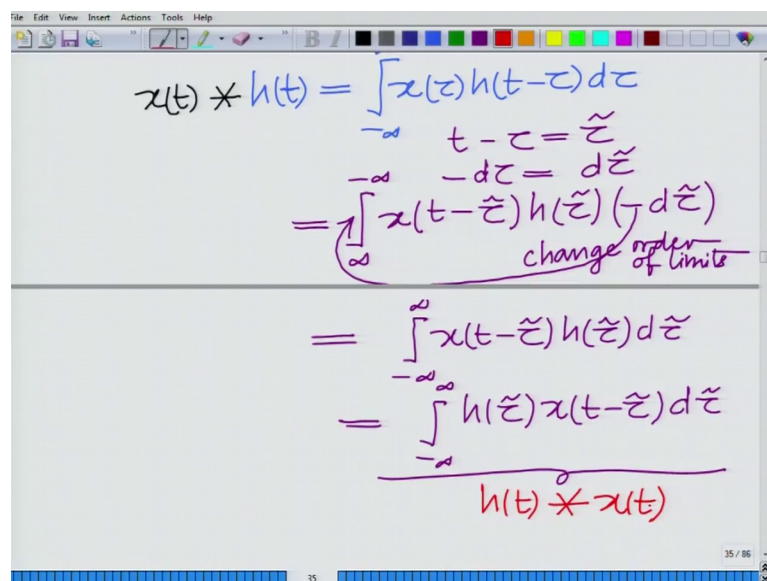 File Edit View Insert Actions Tools Help
B I
x(t) * h(t) = ∫_{-∞} x(τ) h(t-τ) dτ
t - τ = τ̃
-dτ = dτ̃
= ∫_{∞}^{-∞} x(t-τ̃) h(τ̃) (-dτ̃)
change order
of limits
= ∫_{-∞}^{∞} x(t-τ̃) h(τ̃) dτ̃
= ∫_{-∞}^{∞} h(τ̃) x(t-τ̃) dτ̃
h(t) * x(t)
35 / 86
35